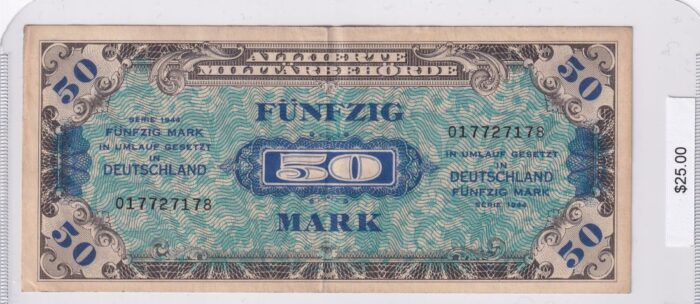 50
50
ALLIIERTE
MILITÄRBEHÖRDE
SERIE 1944
FÜNFZIG MARK
IN UMLAUF GESETZT
IN
DEUTSCHLAND
017727178
FÜNFZIG
50
MARK
017727178
IN UMLAUF GESETZT
IN
DEUTSCHLAND
FÜNFZIG MARK
SERIE 1944
50
50
$25.00